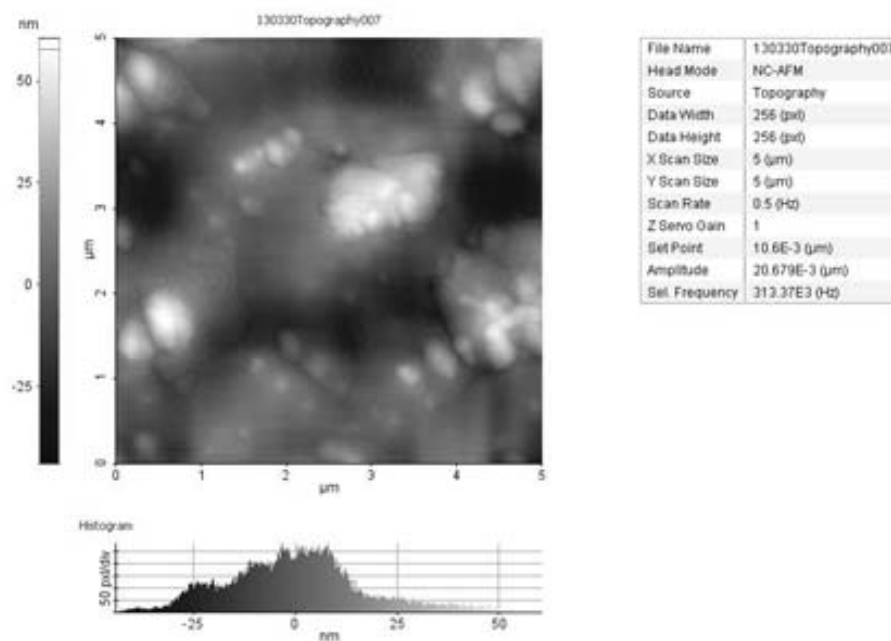 nm
130330Topography007
50
25
0
-25
5
4
3
2
1
0
µm
0 1 2 3 4 5
µm
File Name 130330Topography007
Head Mode NC-AFM
Source Topography
Data Width 256 (pxl)
Data Height 256 (pxl)
X Scan Size 5 (µm)
Y Scan Size 5 (µm)
Scan Rate 0.5 (Hz)
Z Servo Gain 1
Set Point 10.6E-3 (µm)
Amplitude 20.679E-3 (µm)
Sel. Frequency 313.37E3 (Hz)
Histogram
50 pxl/div
-25 0 25 50
nm